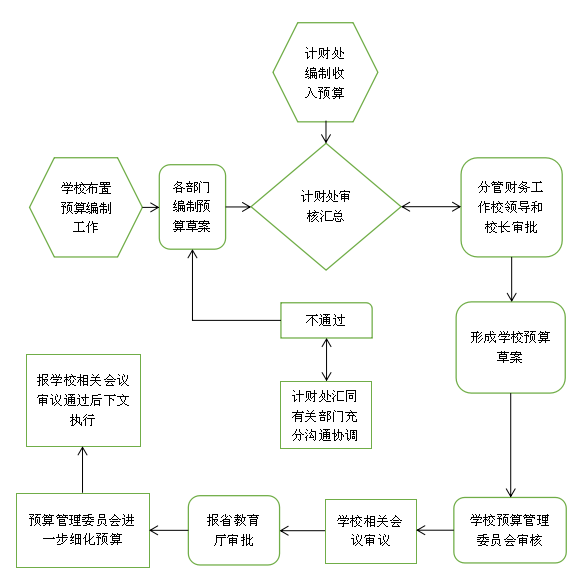 计财处
编制收
入预算
学校布置
预算编制
工作
各部门
编制预
算草案
计财处审
核汇总
分管财务工
作校领导和
校长审批
不通过
形成学校预算
草案
计财处汇同
有关部门充
分沟通协调
报学校相关会议
审议通过后下文
执行
预算管理委员会进
一步细化预算
报省教育
厅审批
学校相关会
议审议
学校预算管理
委员会审核